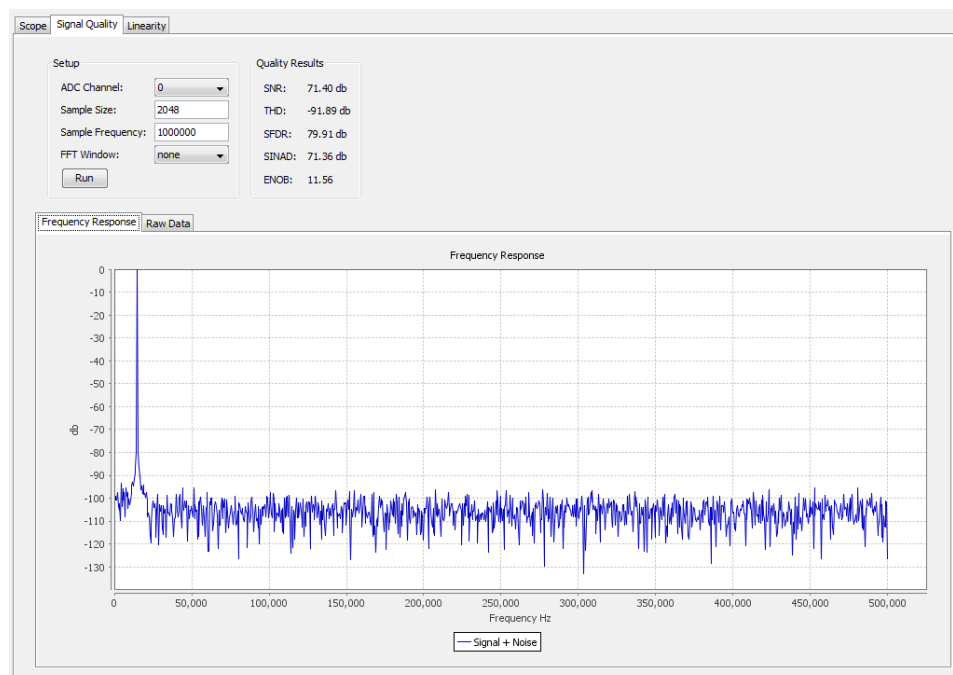 Scope Signal Quality Linearity
Setup
ADC Channel: 0
Sample Size: 2048
Sample Frequency: 1000000
FFT Window: none
Run
Quality Results
SNR: 71.40 db
THD: -91.89 db
SFDR: 79.91 db
SINAD: 71.36 db
ENOB: 11.56
Frequency Response Raw Data
Frequency Response
db
0
-10
-20
-30
-40
-50
-60
-70
-80
-90
-100
-110
-120
-130
0 50,000 100,000 150,000 200,000 250,000 300,000 350,000 400,000 450,000 500,000
Frequency Hz
Signal + Noise